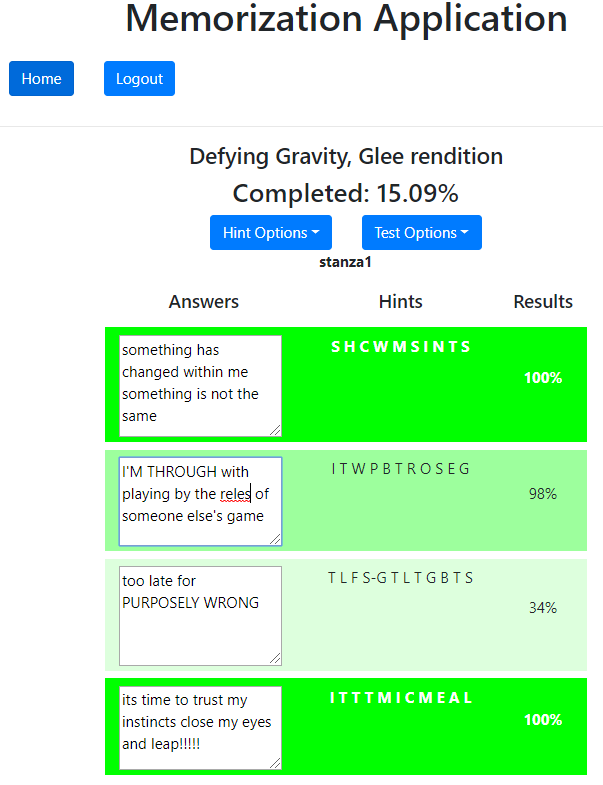 Memorization Application
Home Logout
Defying Gravity, Glee rendition
Completed: 15.09%
Hint Options Test Options
stanza1
Answers Hints Results
something has
changed within me
something is not the
same
S H C W M S I N T S
100%
I'M THROUGH with
playing by the reles of
someone else's game
I T W P B T R O S E G
98%
too late for
PURPOSELY WRONG
T L F S-G T L T G B T S
34%
its time to trust my
instincts close my eyes
and leap!!!!!
I T T T M I C M E A L
100%